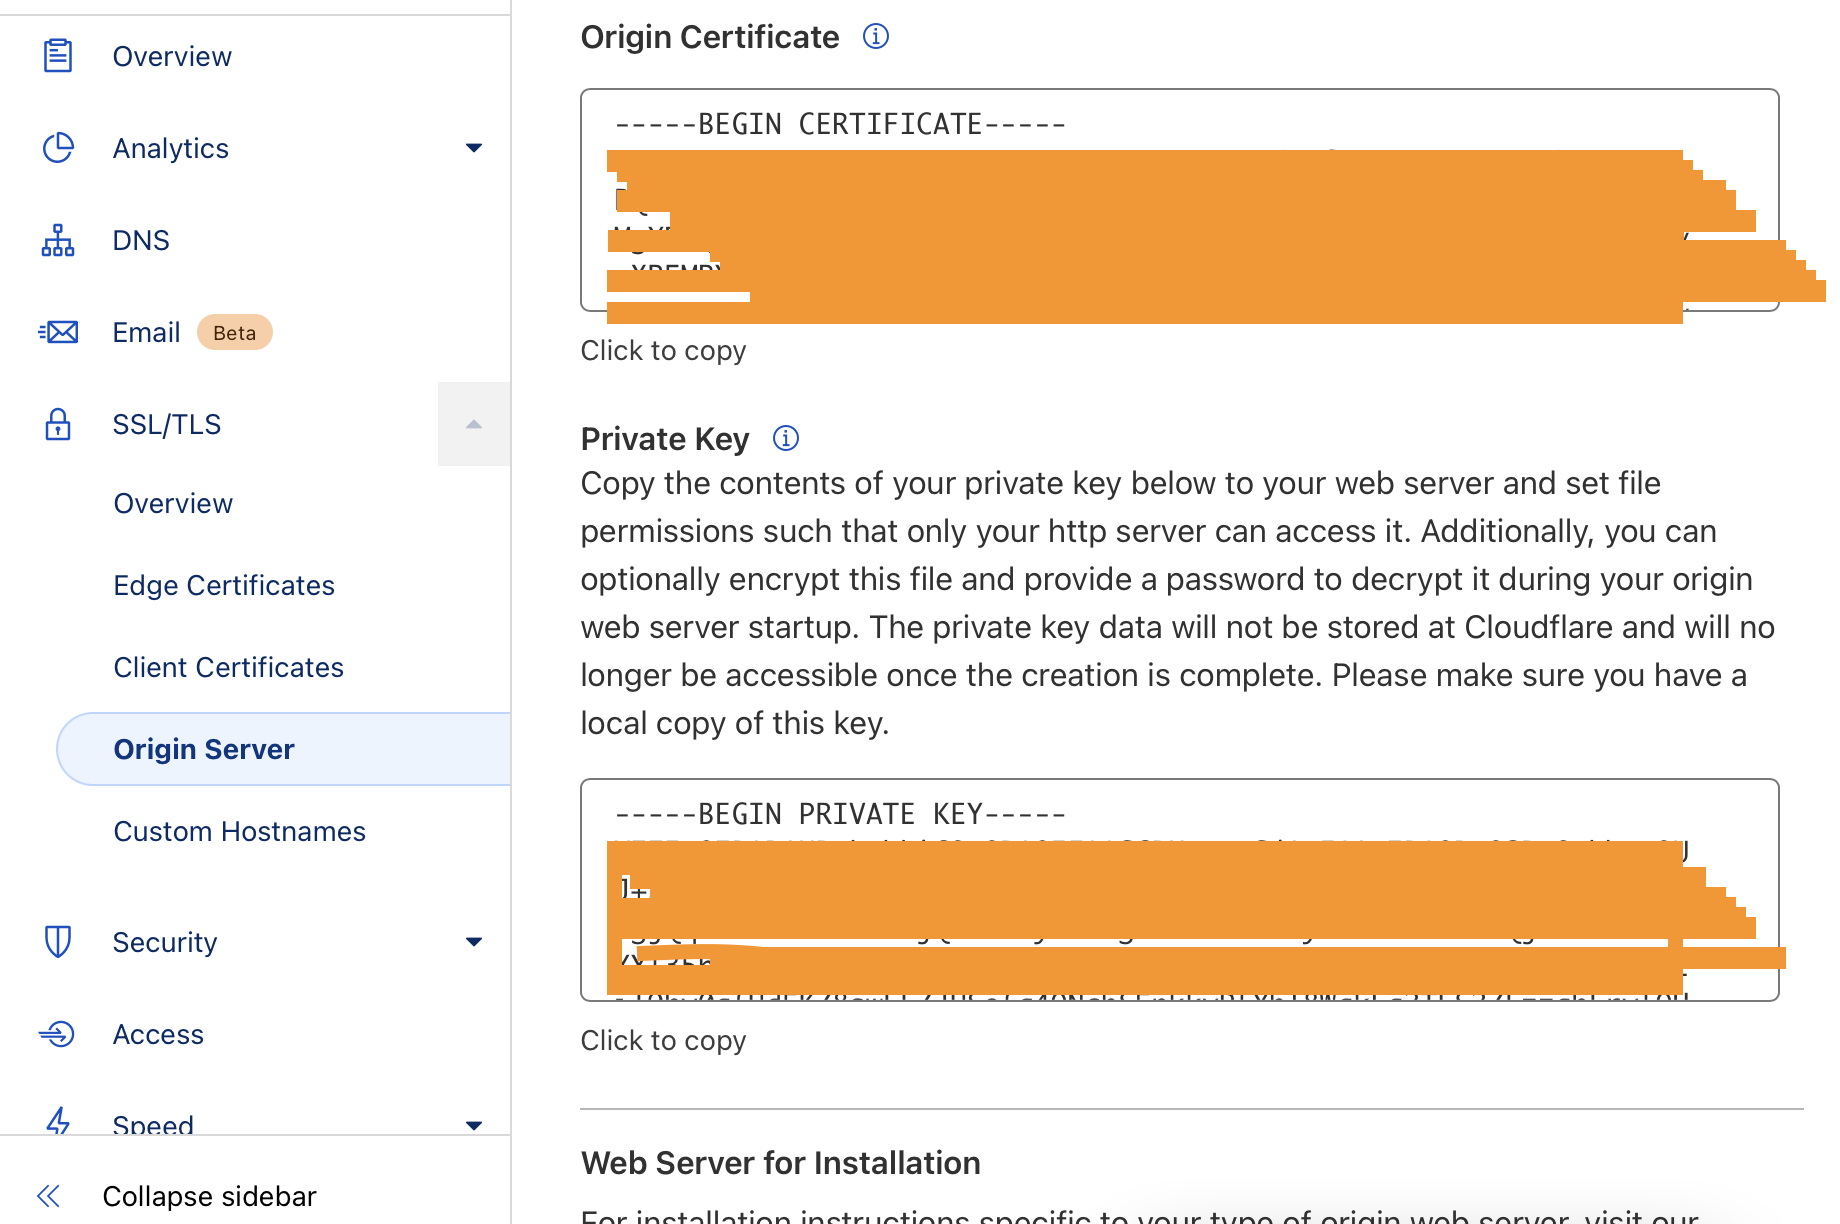 Overview
Analytics
DNS
Email Beta
SSL/TLS
Overview
Edge Certificates
Client Certificates
Origin Server
Custom Hostnames
Security
Access
Speed
Collapse sidebar
Origin Certificate
-----BEGIN CERTIFICATE-----
Click to copy
Private Key
Copy the contents of your private key below to your web server and set file
permissions such that only your http server can access it. Additionally, you can
optionally encrypt this file and provide a password to decrypt it during your origin
web server startup. The private key data will not be stored at Cloudflare and will no
longer be accessible once the creation is complete. Please make sure you have a
local copy of this key.
-----BEGIN PRIVATE KEY-----
Click to copy
Web Server for Installation
For installation instructions specific to your type of origin web server, visit our